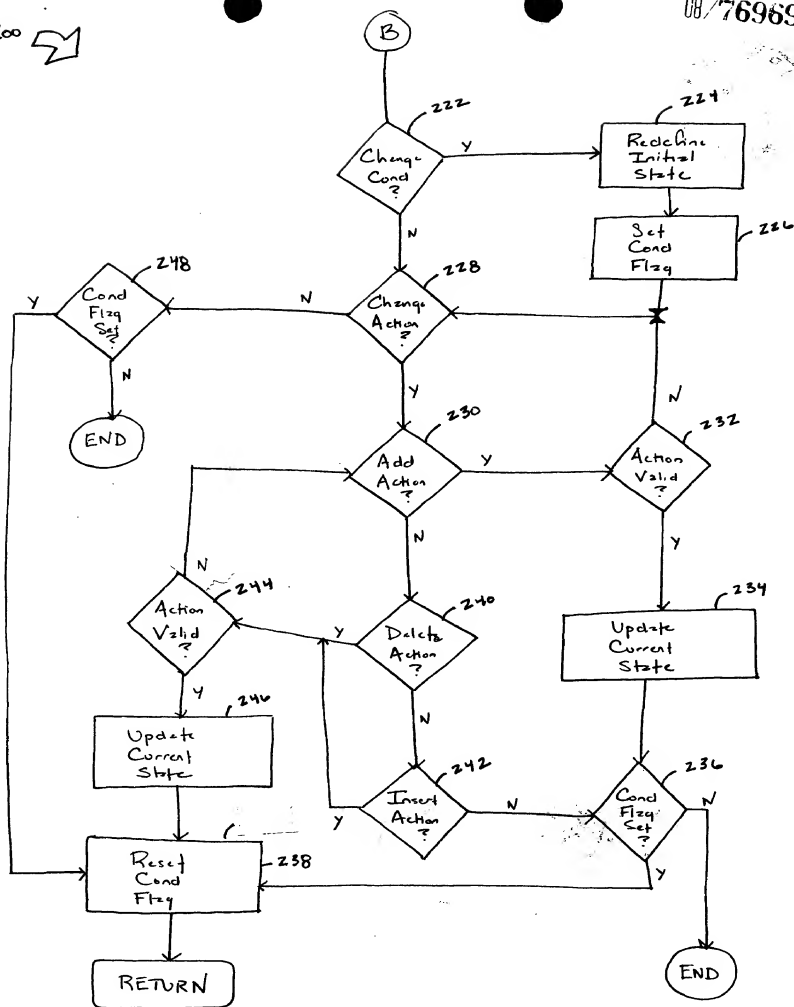 B
222
Change
Cond
?
Y
224
Redefine
Initial
State
226
Set
Cond
Flag
N
228
Change
Action
?
N
248
Cond
Flag
Set
?
Y
N
END
Y
230
Add
Action
?
Y
N
232
Action
Valid
?
Y
N
234
Update
Current
State
244
Action
Valid
?
N
Y
240
Delete
Action
?
Y
N
246
Update
Current
State
242
Insert
Action
?
Y
N
236
Cond
Flag
Set
?
N
Y
238
Reset
Cond
Flag
RETURN
END